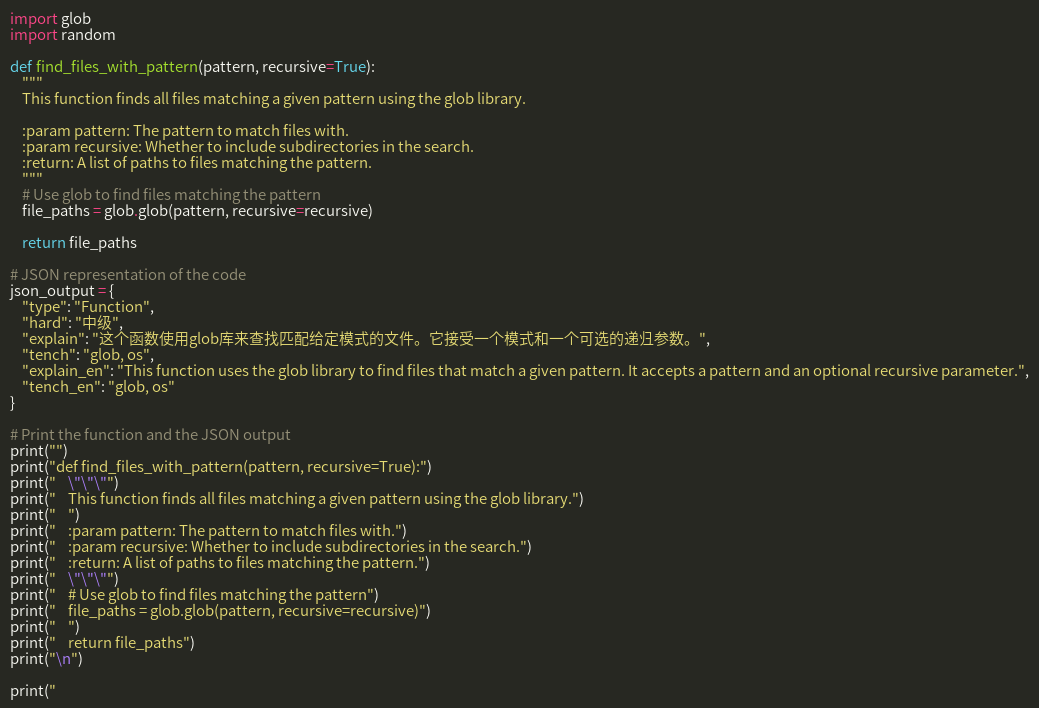 import glob
import random

def find_files_with_pattern(pattern, recursive=True):
    """
    This function finds all files matching a given pattern using the glob library.

    :param pattern: The pattern to match files with.
    :param recursive: Whether to include subdirectories in the search.
    :return: A list of paths to files matching the pattern.
    """
    # Use glob to find files matching the pattern
    file_paths = glob.glob(pattern, recursive=recursive)

    return file_paths

# JSON representation of the code
json_output = {
    "type": "Function",
    "hard": "中级",
    "explain": "这个函数使用glob库来查找匹配给定模式的文件。它接受一个模式和一个可选的递归参数。",
    "tench": "glob, os",
    "explain_en": "This function uses the glob library to find files that match a given pattern. It accepts a pattern and an optional recursive parameter.",
    "tench_en": "glob, os"
}

# Print the function and the JSON output
print("")
print("def find_files_with_pattern(pattern, recursive=True):")
print("    \"\"\"")
print("    This function finds all files matching a given pattern using the glob library.")
print("    ")
print("    :param pattern: The pattern to match files with.")
print("    :param recursive: Whether to include subdirectories in the search.")
print("    :return: A list of paths to files matching the pattern.")
print("    \"\"\"")
print("    # Use glob to find files matching the pattern")
print("    file_paths = glob.glob(pattern, recursive=recursive)")
print("    ")
print("    return file_paths")
print("\n")

print("